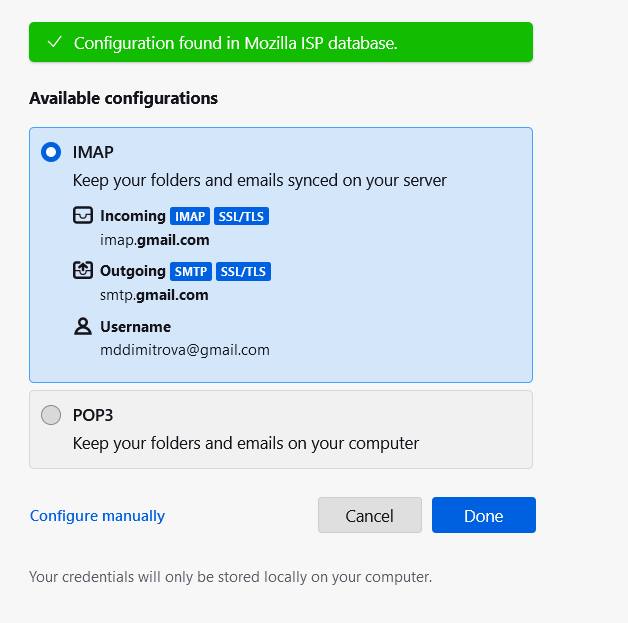 Configuration found in Mozilla ISP database.
Available configurations
IMAP
Keep your folders and emails synced on your server
Incoming IMAP SSL/TLS
imap.gmail.com
Outgoing SMTP SSL/TLS
smtp.gmail.com
Username
mddimitrova@gmail.com
POP3
Keep your folders and emails on your computer
Configure manually Cancel Done
Your credentials will only be stored locally on your computer.